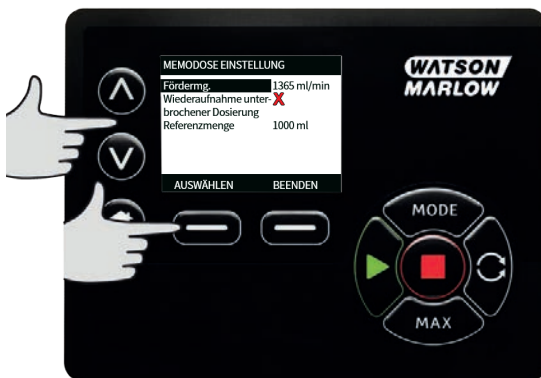 MEMODOSE EINSTELLUNG
Fördermg. 1365 ml/min
Wiederaufnahme unter-
brochener Dosierung
Referenzmenge 1000 ml
AUSWÄHLEN BEENDEN
WATSON
MARLOW
MODE
MAX